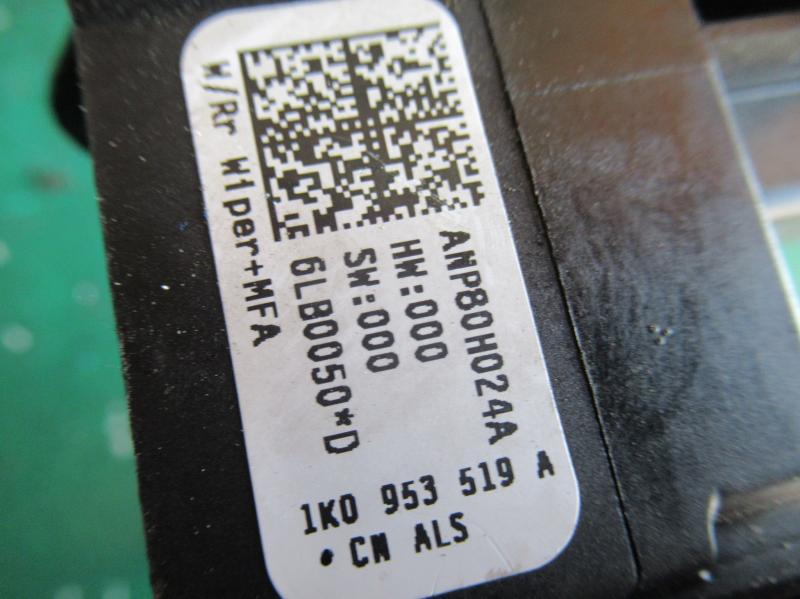 ANP80H024A
HW:000
SW:000
6LB0050*D
W/Rr Wiper+MFA
1K0 953 519 A
• CN ALS